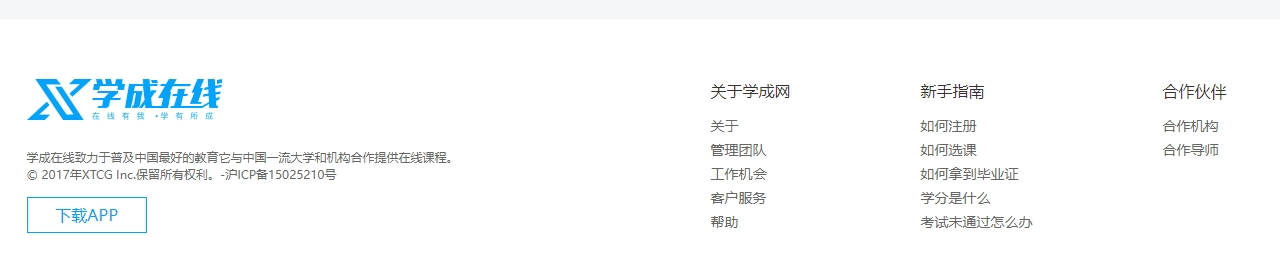 学成在线
在线有我·学有所成
学成在线致力于普及中国最好的教育它与中国一流大学和机构合作提供在线课程。
© 2017年XTCG Inc.保留所有权利。-沪ICP备15025210号
下载APP
关于学成网
关于
管理团队
工作机会
客户服务
帮助
新手指南
如何注册
如何选课
如何拿到毕业证
学分是什么
考试未通过怎么办
合作伙伴
合作机构
合作导师